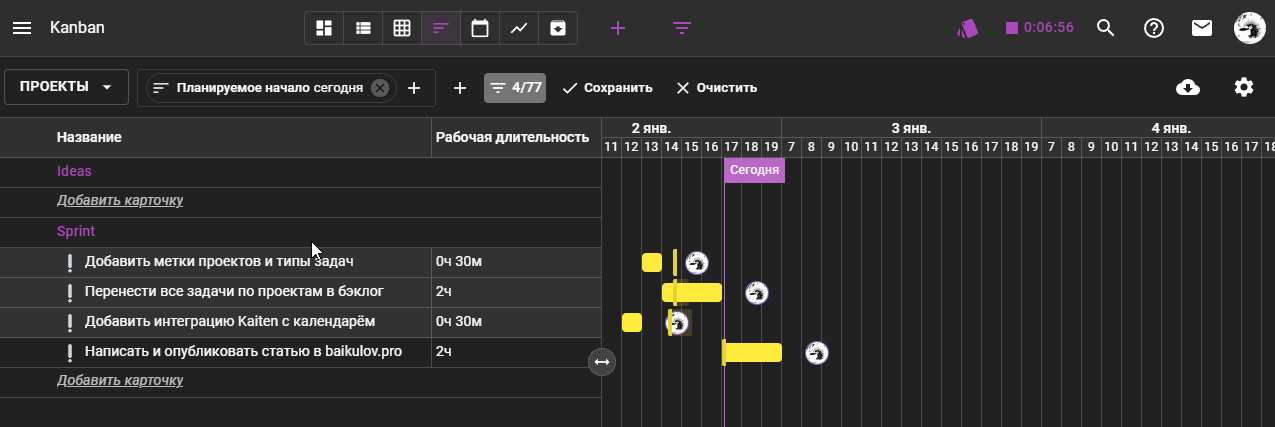 Kanban
0:06:56
ПРОЕКТЫ
Планируемое начало сегодня
4/77
Сохранить
Очистить
Название
Рабочая длительность
2 янв.
3 янв.
4 янв.
11 12 13 14 15 16 17 18 19 7 8 9 10 11 12 13 14 15 16 17 18 19 7 8 9 10 11 12 13 14 15 16 17 18
Ideas
Сегодня
Добавить карточку
Sprint
Добавить метки проектов и типы задач 0ч 30м
Перенести все задачи по проектам в бэклог 2ч
Добавить интеграцию Kaiten с календарём 0ч 30м
Написать и опубликовать статью в baikulov.pro 2ч
Добавить карточку